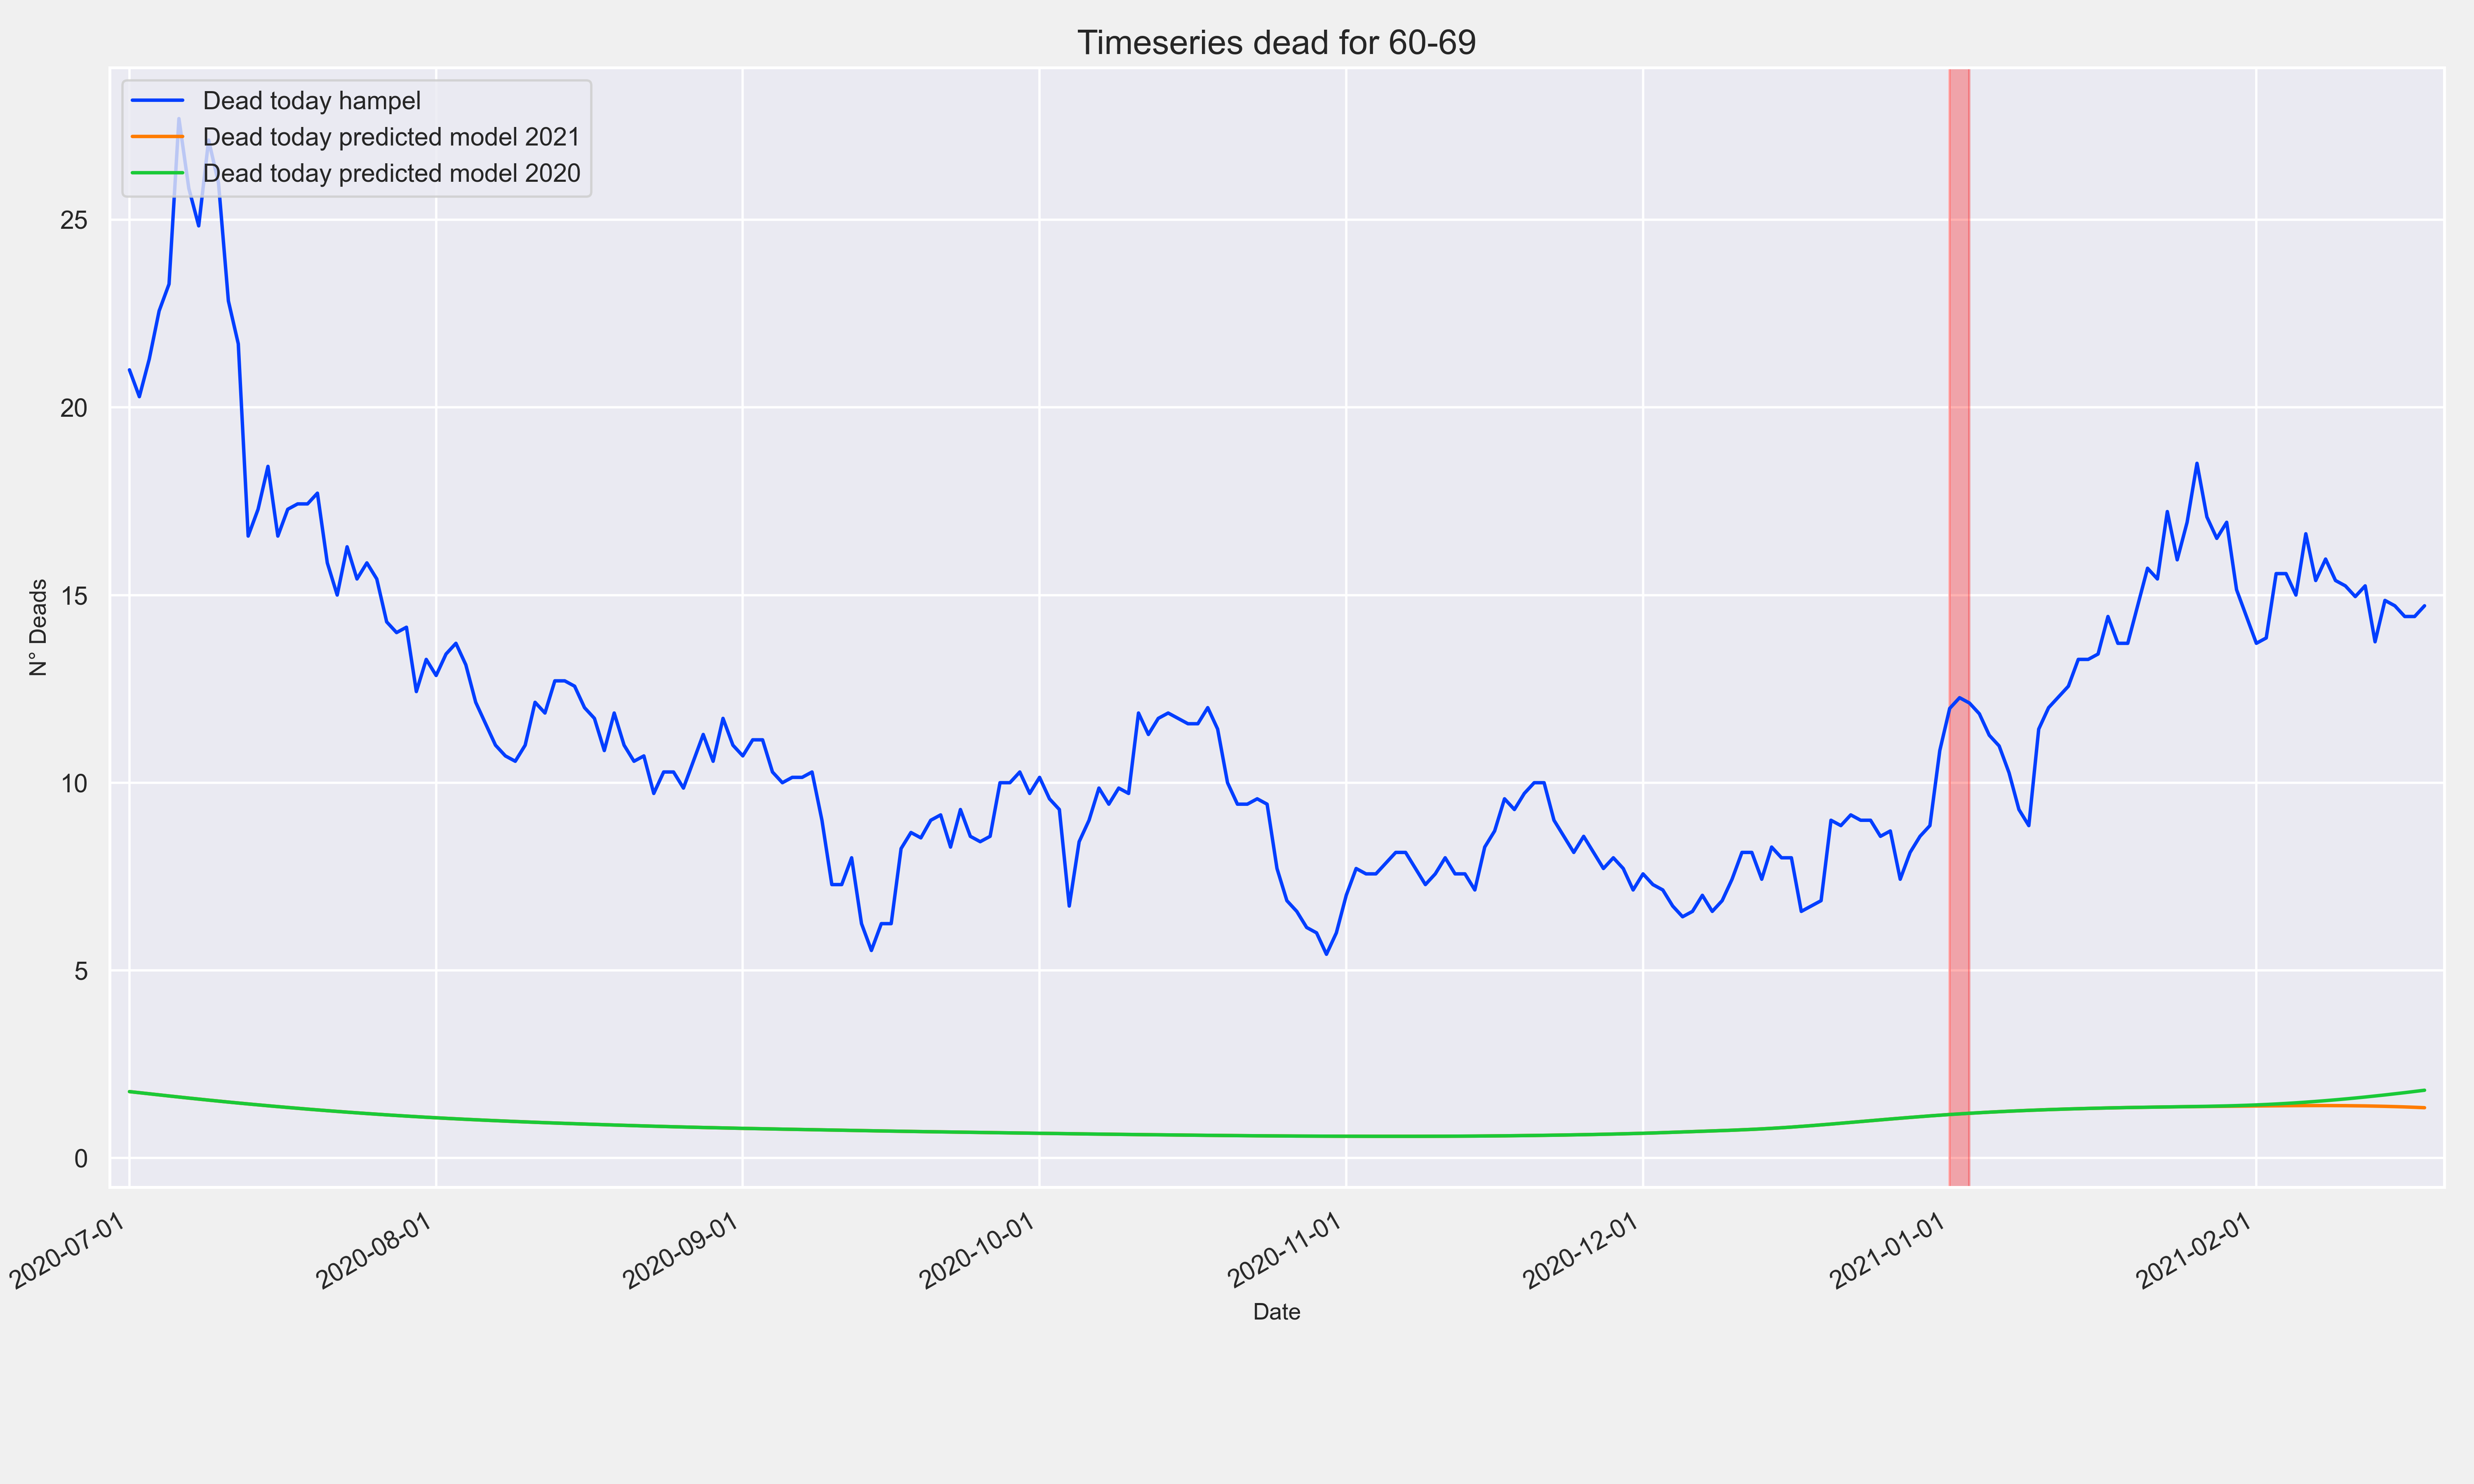 Timeseries dead for 60-69
Dead today hampel
Dead today predicted model 2021
Dead today predicted model 2020
N° Deads
25
20
15
10
5
0
2020-07-01
2020-08-01
2020-09-01
2020-10-01
2020-11-01
2020-12-01
2021-01-01
2021-02-01
Date